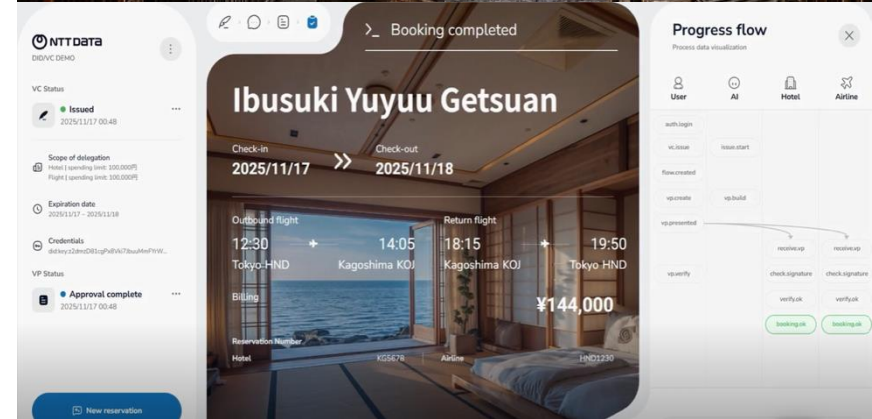 NTT DATA
DID/VC DEMO
VC Status
Issued
2025/11/17 00:48
Scope of delegation
Hotel | spending limit: 100,000円
Flight | spending limit: 100,000円
Expiration date
2025/11/17 - 2025/11/18
Credentials
VP Status
Approval complete
2025/11/17 00:48
New reservation
>_ Booking completed
Ibusuki Yuyuu Getsuan
Check-in
2025/11/17
Check-out
2025/11/18
Outbound flight
12:30 14:05
Tokyo HND Kagoshima KOJ
Return flight
18:15 19:50
Kagoshima KOJ Tokyo HND
Billing
¥144,000
Reservation Number
Hotel KG5678
Airline HND1230
Progress flow
Process data visualization
User AI Hotel Airline
auth.login
vc.issue issue.start
flow.created
vp.create vp.build
vp.presented
receive.vp receive.vp
vp.verify check.signature check.signature
verify.ok verify.ok
booking.ok booking.ok